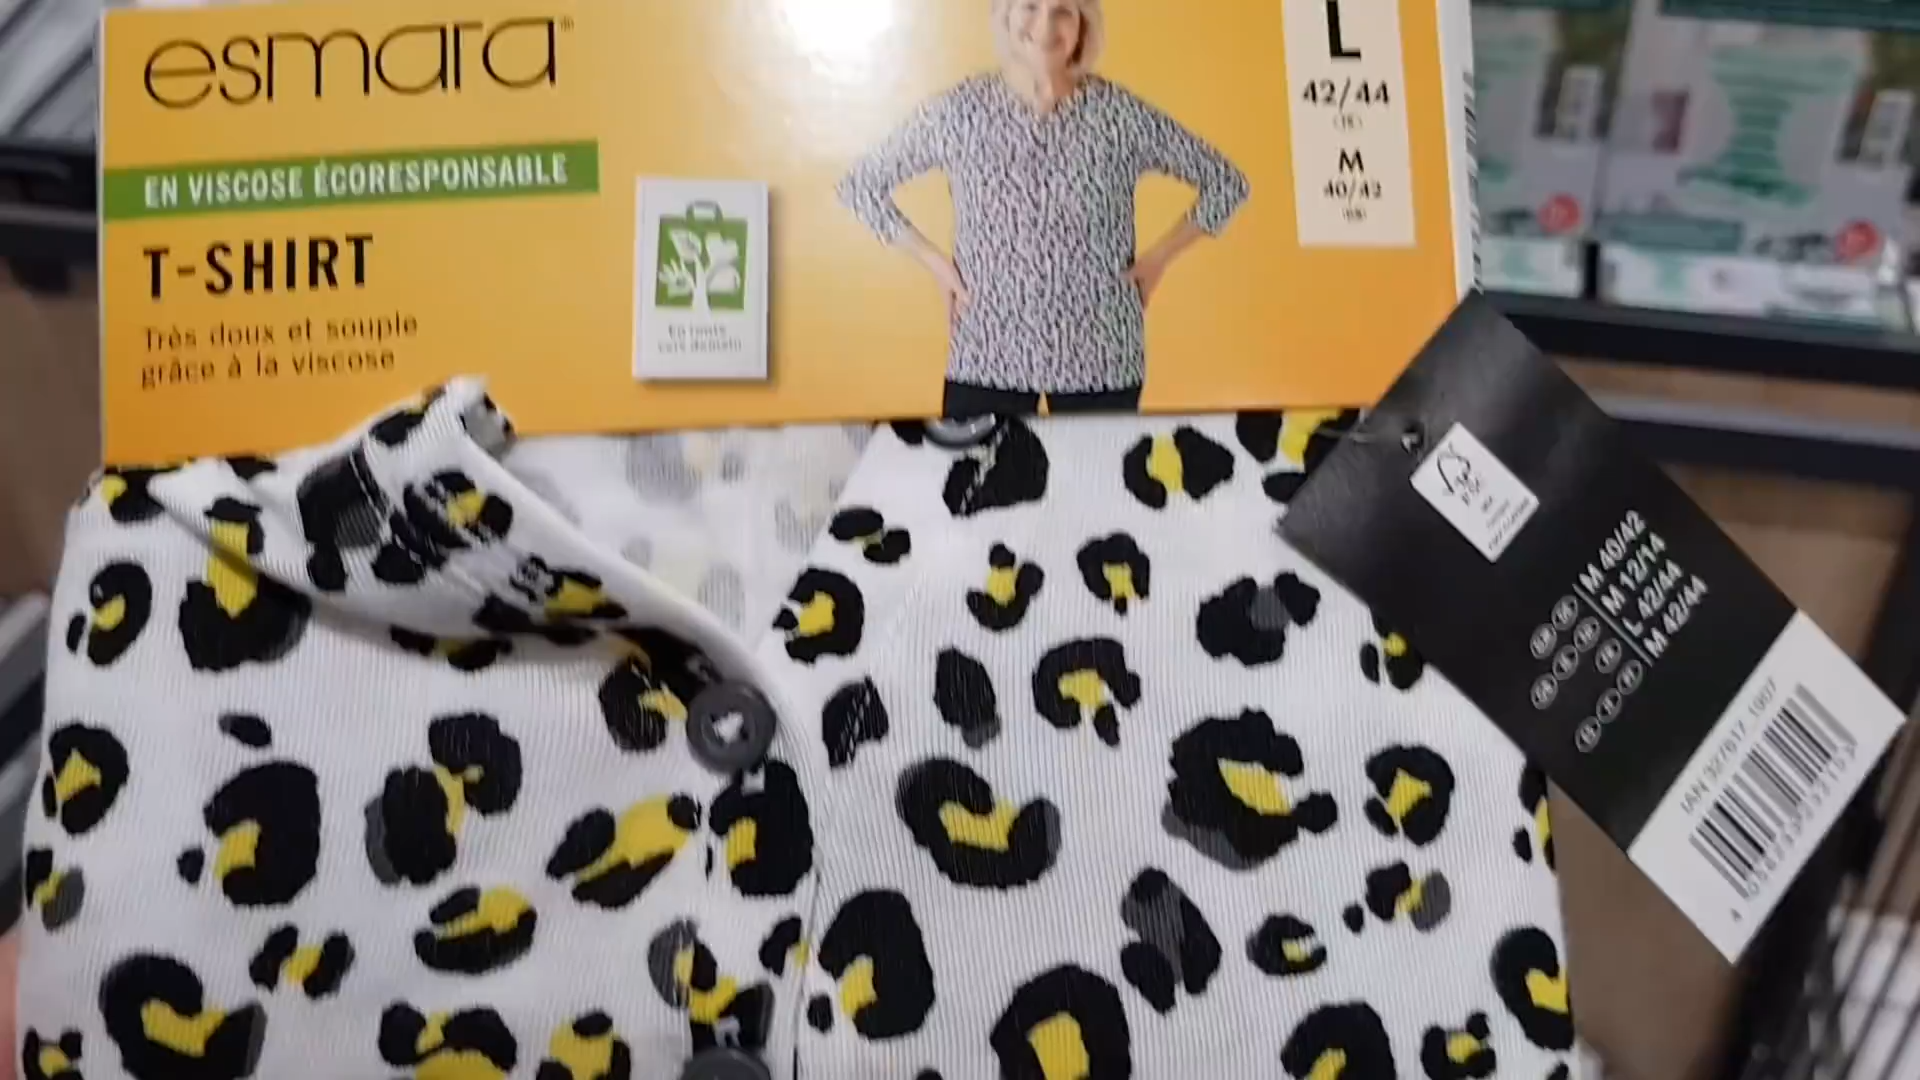 esmara
EN VISCOSE ÉCORESPONSABLE
T-SHIRT
Très doux et souple
grâce à la viscose
L
42/44
M
40/42
M 40/42
M 12/14
L 42/44
M 42/44